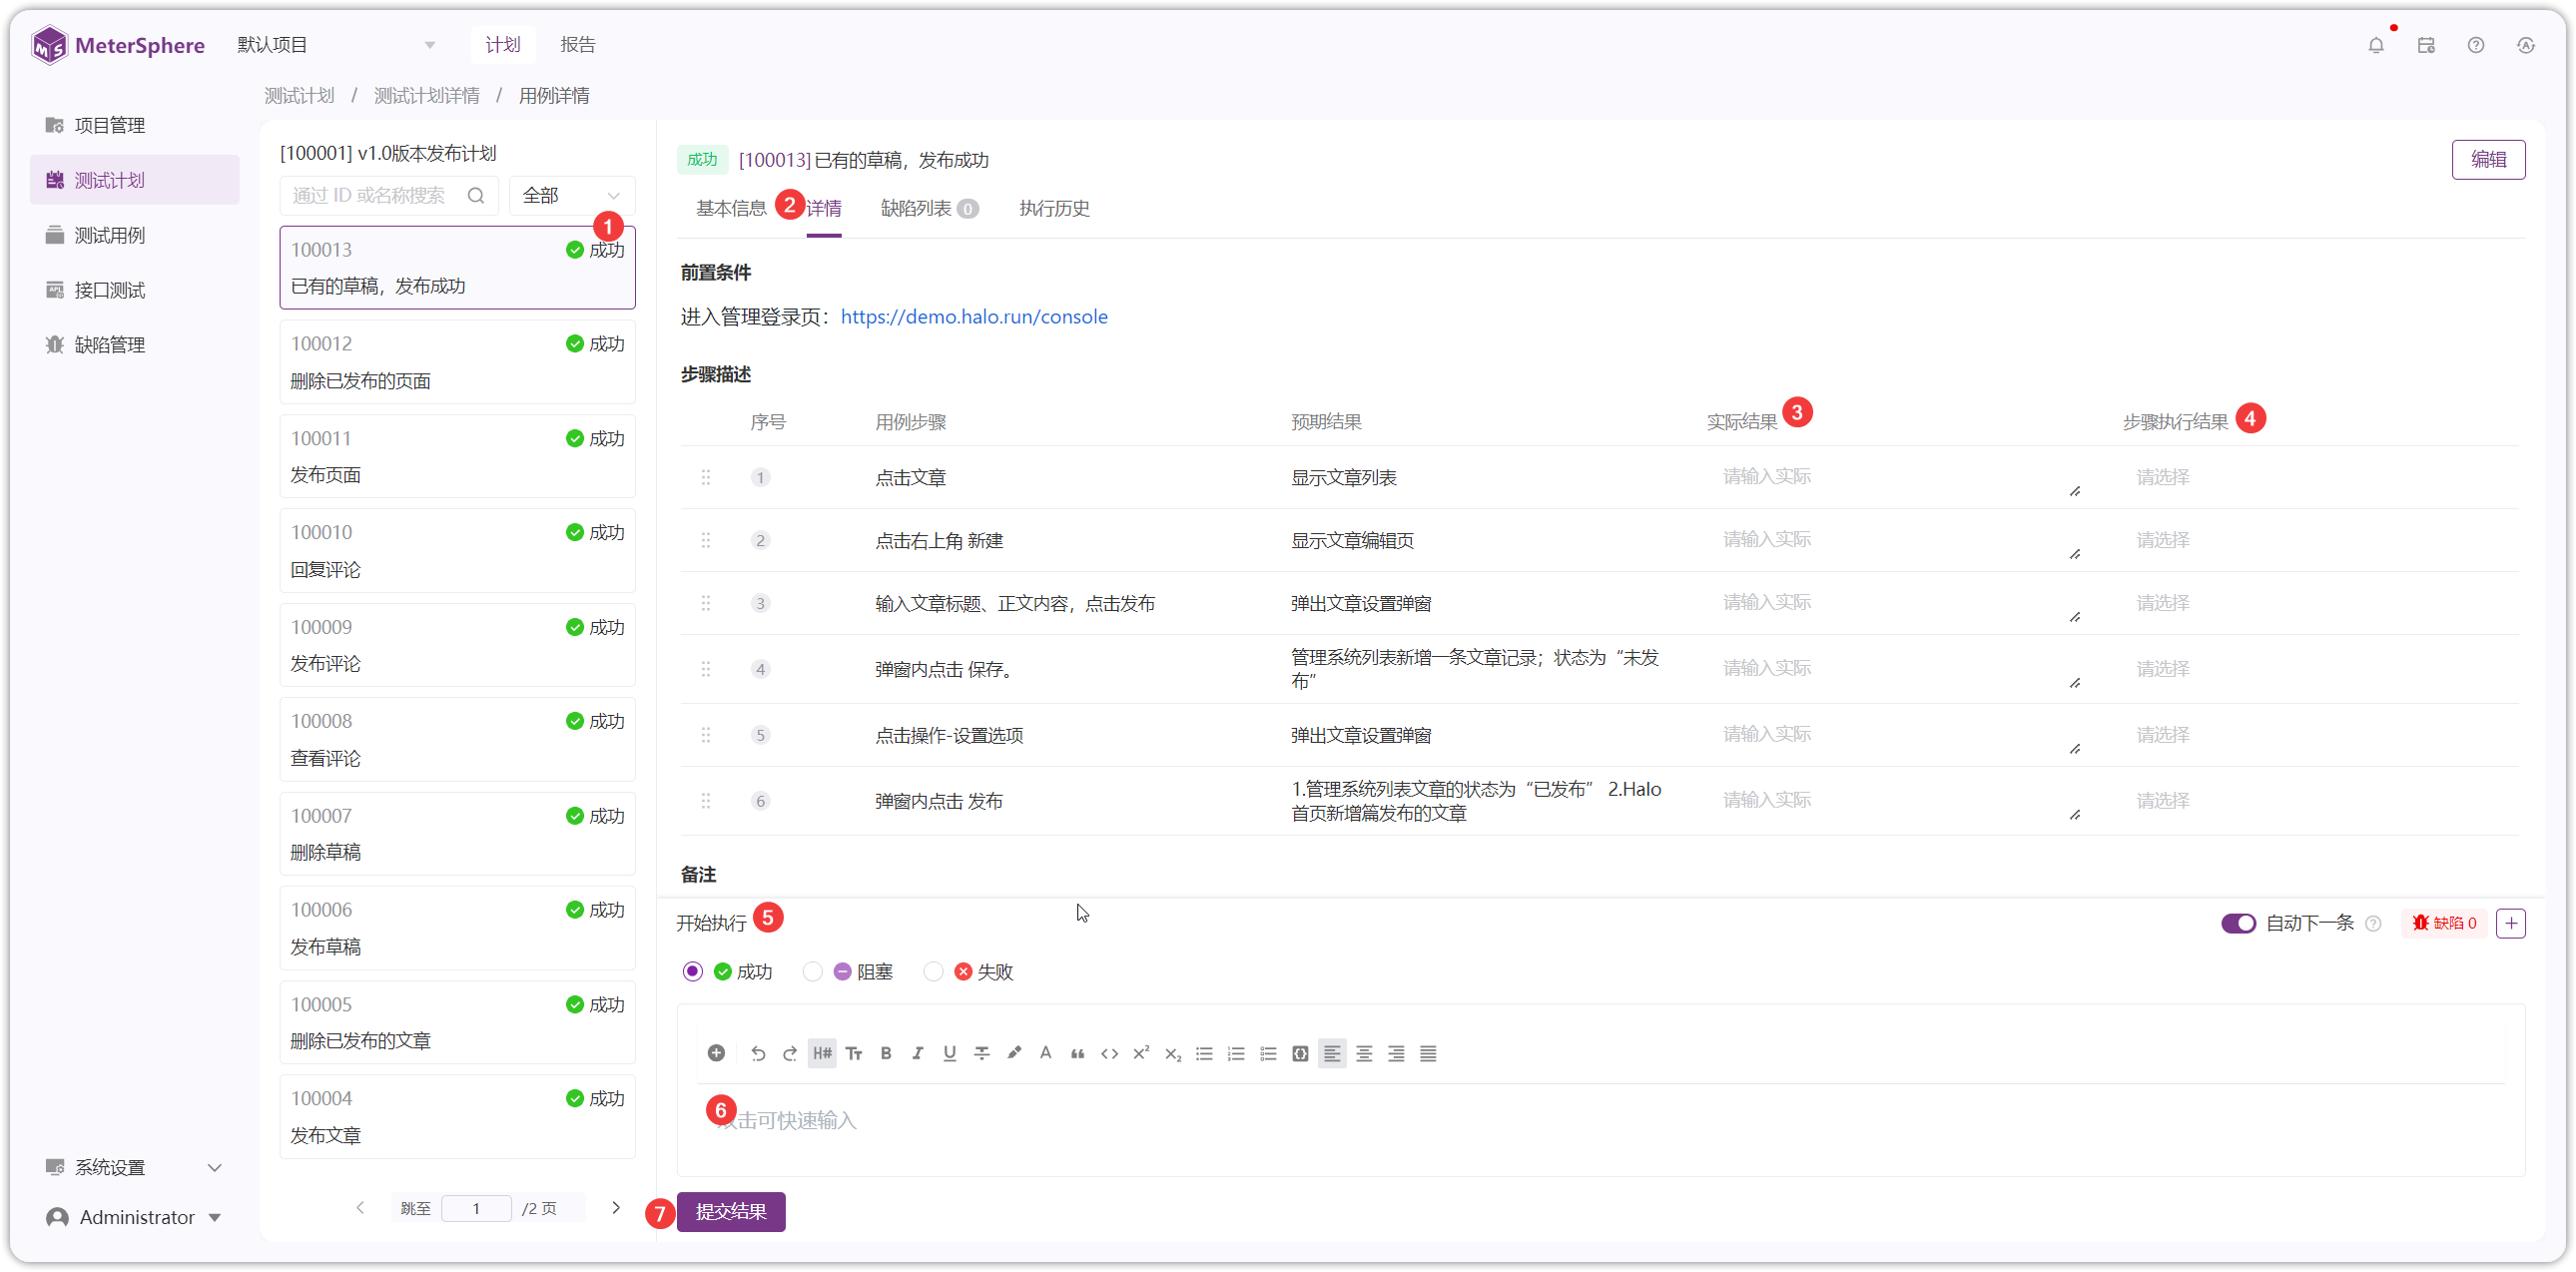 MeterSphere
默认项目
计划
报告
测试计划 / 测试计划详情 / 用例详情
项目管理
测试计划
测试用例
接口测试
缺陷管理
系统设置
Administrator
[100001] v1.0版本发布计划
通过 ID 或名称搜索
全部
1
100013
成功
已有的草稿，发布成功
100012
成功
删除已发布的页面
100011
成功
发布页面
100010
成功
回复评论
100009
成功
发布评论
100008
成功
查看评论
100007
成功
删除草稿
100006
成功
发布草稿
100005
成功
删除已发布的文章
100004
成功
发布文章
跳至 1 /2 页
成功 [100013] 已有的草稿，发布成功
编辑
基本信息 2 详情 缺陷列表 0 执行历史
前置条件
进入管理登录页：https://demo.halo.run/console
步骤描述
序号 用例步骤 预期结果 实际结果 3 步骤执行结果 4
1 点击文章 显示文章列表 请输入实际 请选择
2 点击右上角 新建 显示文章编辑页 请输入实际 请选择
3 输入文章标题、正文内容，点击发布 弹出文章设置弹窗 请输入实际 请选择
4 弹窗内点击 保存。 管理系统列表新增一条文章记录；状态为“未发 请输入实际 请选择
布”
5 点击操作-设置选项 弹出文章设置弹窗 请输入实际 请选择
6 弹窗内点击 发布 1.管理系统列表文章的状态为“已发布” 2.Halo 请输入实际 请选择
首页新增篇发布的文章
备注
开始执行 5
自动下一条
缺陷 0
成功 阻塞 失败
H# Tt B I U A
6
击可快速输入
7 提交结果